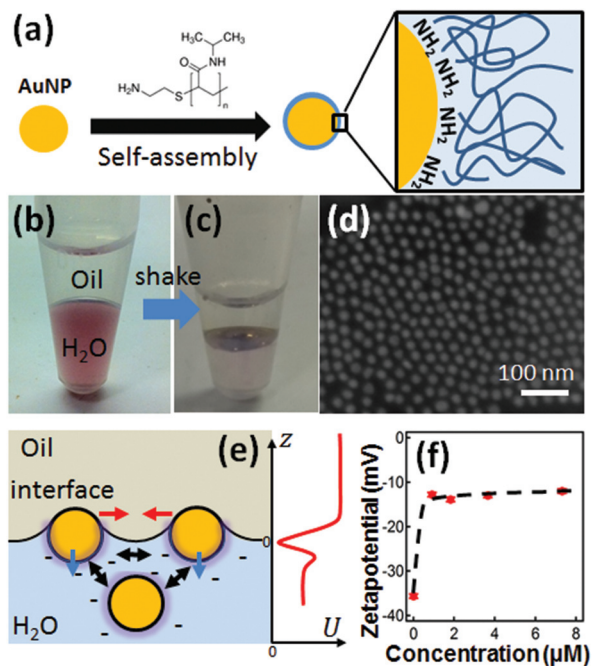 (a)
AuNP
Self-assembly
H₂N
S
O
NH
H₃C
CH₃
n
NH₂
NH₂
NH₂
NH₂
(b)
Oil
H₂O
shake
(c)
(d)
100 nm
Oil
interface
H₂O
(e)
z
0
0
U
(f)
Zetapotential (mV)
0
-10
-20
-30
-40
0
2
4
6
8
Concentration (µM)